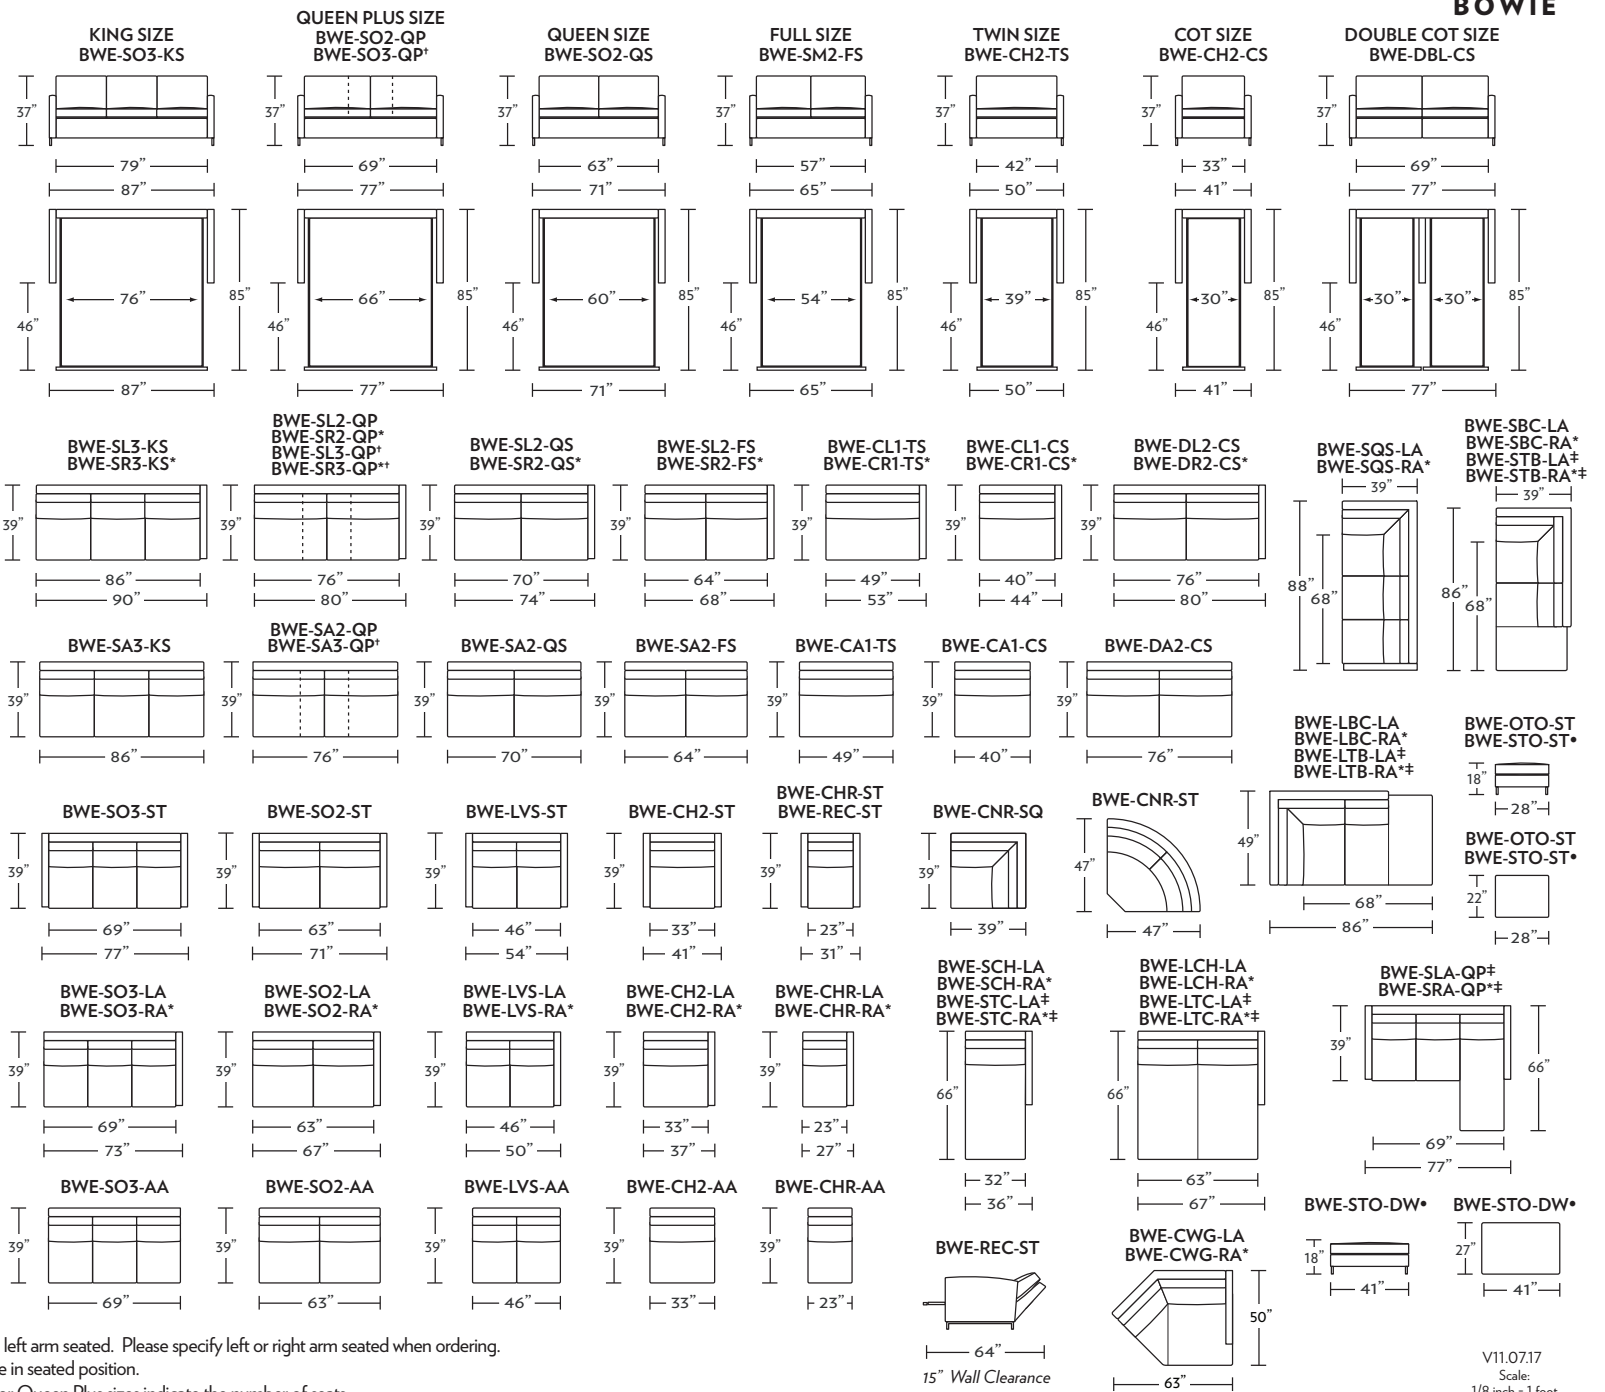 BOWIE
KING SIZE
BWE-SO3-KS
QUEEN PLUS SIZE
BWE-SO2-QP
BWE-SO3-QP†
QUEEN SIZE
BWE-SO2-QS
FULL SIZE
BWE-SM2-FS
TWIN SIZE
BWE-CH2-TS
COT SIZE
BWE-CH2-CS
DOUBLE COT SIZE
BWE-DBL-CS
37” 37” 37” 37” 37” 37” 37”
79” 69” 63” 57” 42” 33” 69”
87” 77” 71” 65” 50” 41” 77”
76” 85” 66” 85” 60” 85” 54” 85” 39” 85” 30” 85” 30” 30” 85”
46” 46” 46” 46” 46” 46” 46”
87” 77” 71” 65” 50” 41” 77”
BWE-SL3-KS
BWE-SR3-KS*
BWE-SL2-QP
BWE-SR2-QP*
BWE-SL3-QP†
BWE-SR3-QP*†
BWE-SL2-QS
BWE-SR2-QS*
BWE-SL2-FS
BWE-SR2-FS*
BWE-CL1-TS
BWE-CR1-TS*
BWE-CL1-CS
BWE-CR1-CS*
BWE-DL2-CS
BWE-DR2-CS*
BWE-SQS-LA
BWE-SQS-RA*
BWE-SBC-LA
BWE-SBC-RA*
BWE-STB-LA‡
BWE-STB-RA*‡
39” 39”
39” 39” 39” 39” 39” 39” 39”
86” 76” 70” 64” 49” 40” 76”
90” 80” 74” 68” 53” 44” 80”
88” 68” 86” 68”
BWE-SA3-KS
BWE-SA2-QP
BWE-SA3-QP†
BWE-SA2-QS
BWE-SA2-FS
BWE-CA1-TS
BWE-CA1-CS
BWE-DA2-CS
39” 39” 39” 39” 39” 39” 39”
86” 76” 70” 64” 49” 40” 76”
BWE-LBC-LA
BWE-LBC-RA*
BWE-LTB-LA‡
BWE-LTB-RA*‡
BWE-OTO-ST
BWE-STO-ST•
18”
28”
BWE-SO3-ST
BWE-SO2-ST
BWE-LVS-ST
BWE-CH2-ST
BWE-CHR-ST
BWE-REC-ST
BWE-CNR-SQ
BWE-CNR-ST
39” 39” 39” 39” 39” 39” 47” 49”
69” 63” 46” 33” 23” 39” 47” 68”
77” 71” 54” 41” 31” 86”
BWE-OTO-ST
BWE-STO-ST•
22”
28”
BWE-SO3-LA
BWE-SO3-RA*
BWE-SO2-LA
BWE-SO2-RA*
BWE-LVS-LA
BWE-LVS-RA*
BWE-CH2-LA
BWE-CH2-RA*
BWE-CHR-LA
BWE-CHR-RA*
BWE-SCH-LA
BWE-SCH-RA*
BWE-STC-LA‡
BWE-STC-RA*‡
BWE-LCH-LA
BWE-LCH-RA*
BWE-LTC-LA‡
BWE-LTC-RA*‡
BWE-SLA-QP‡
BWE-SRA-QP*‡
39” 39” 39” 39” 39” 66” 66” 39” 66”
69” 63” 46” 33” 23” 69”
73” 67” 50” 37” 27” 77”
32” 63”
36” 67”
BWE-SO3-AA
BWE-SO2-AA
BWE-LVS-AA
BWE-CH2-AA
BWE-CHR-AA
39” 39” 39” 39” 39”
69” 63” 46” 33” 23”
BWE-REC-ST
64”
15” Wall Clearance
BWE-CWG-LA
BWE-CWG-RA*
50”
63”
BWE-STO-DW•
18”
41”
BWE-STO-DW•
27”
41”
left arm seated. Please specify left or right arm seated when ordering.
in seated position.
Queen Plus sizes indicate the number of seats
V11.07.17
Scale:
1/8 inch = 1 foot